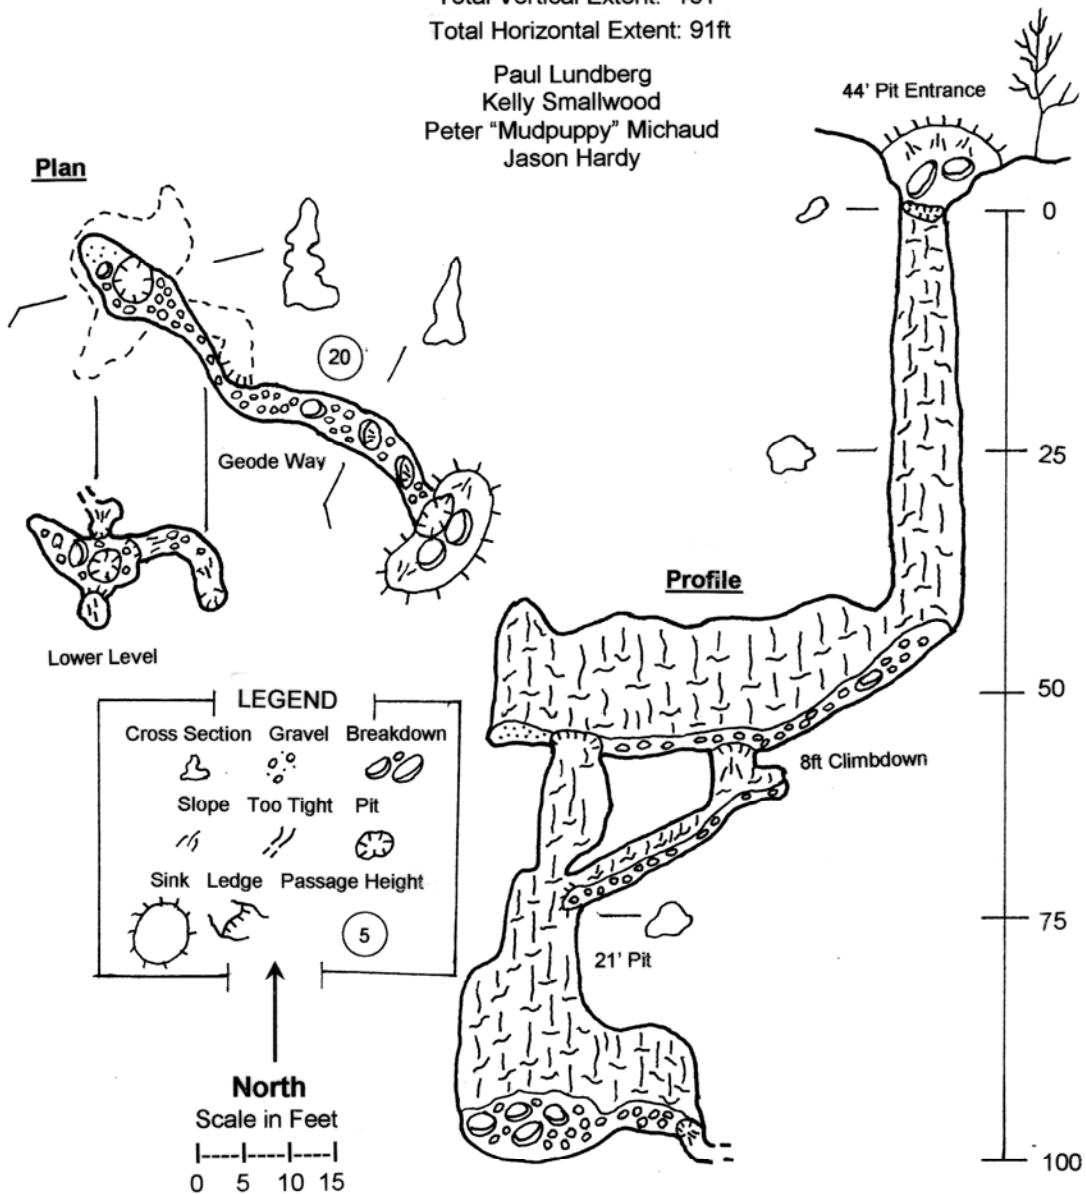 Total Horizontal Extent: 91ft
Paul Lundberg
Kelly Smallwood
Peter “Mudpuppy” Michaud
Jason Hardy
44' Pit Entrance
Plan
0
20
25
Geode Way
Profile
Lower Level
50
LEGEND
Cross Section Gravel Breakdown
8ft Climbdown
Slope Too Tight Pit
Sink Ledge Passage Height
5
75
21' Pit
North
Scale in Feet
0 5 10 15
100